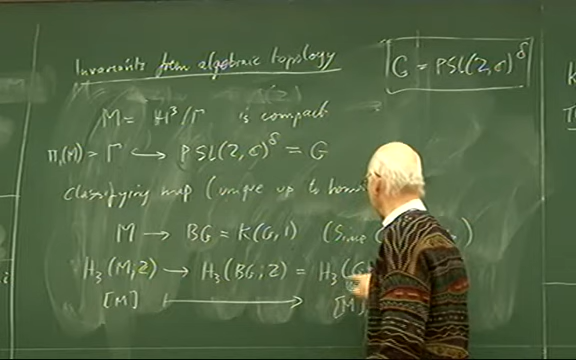 Invariants from algebraic topology
G = PSL(2,ℂ)^δ
M = H³/Γ is compact
π₁(M) = Γ ↪ PSL(2,ℂ)^δ = G
Classifying map (unique up to
M → BG = K(G,1) (Since
H₃(M;Z) → H₃(BG;Z) = H₃(G
[M] ⟼ [M]